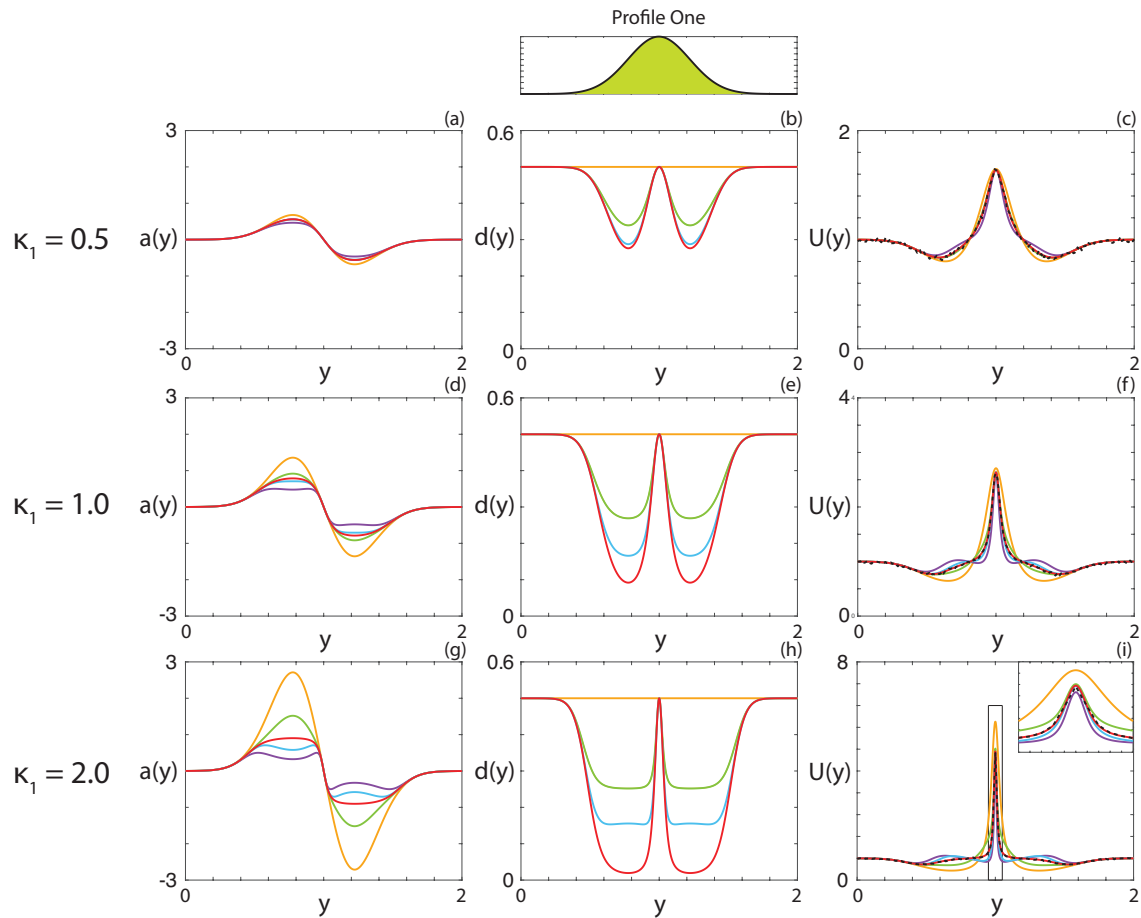 Profile One
(a)
(b)
(c)
3
0.6
2
κ1 = 0.5
a(y)
d(y)
U(y)
-3
0
0
0
y
2
0
y
2
0
y
2
(d)
(e)
(f)
3
0.6
4
κ1 = 1.0
a(y)
d(y)
U(y)
-3
0
0
0
y
2
0
y
2
0
y
2
(g)
(h)
(i)
3
0.6
8
κ1 = 2.0
a(y)
d(y)
U(y)
-3
0
0
0
y
2
0
y
2
0
y
2